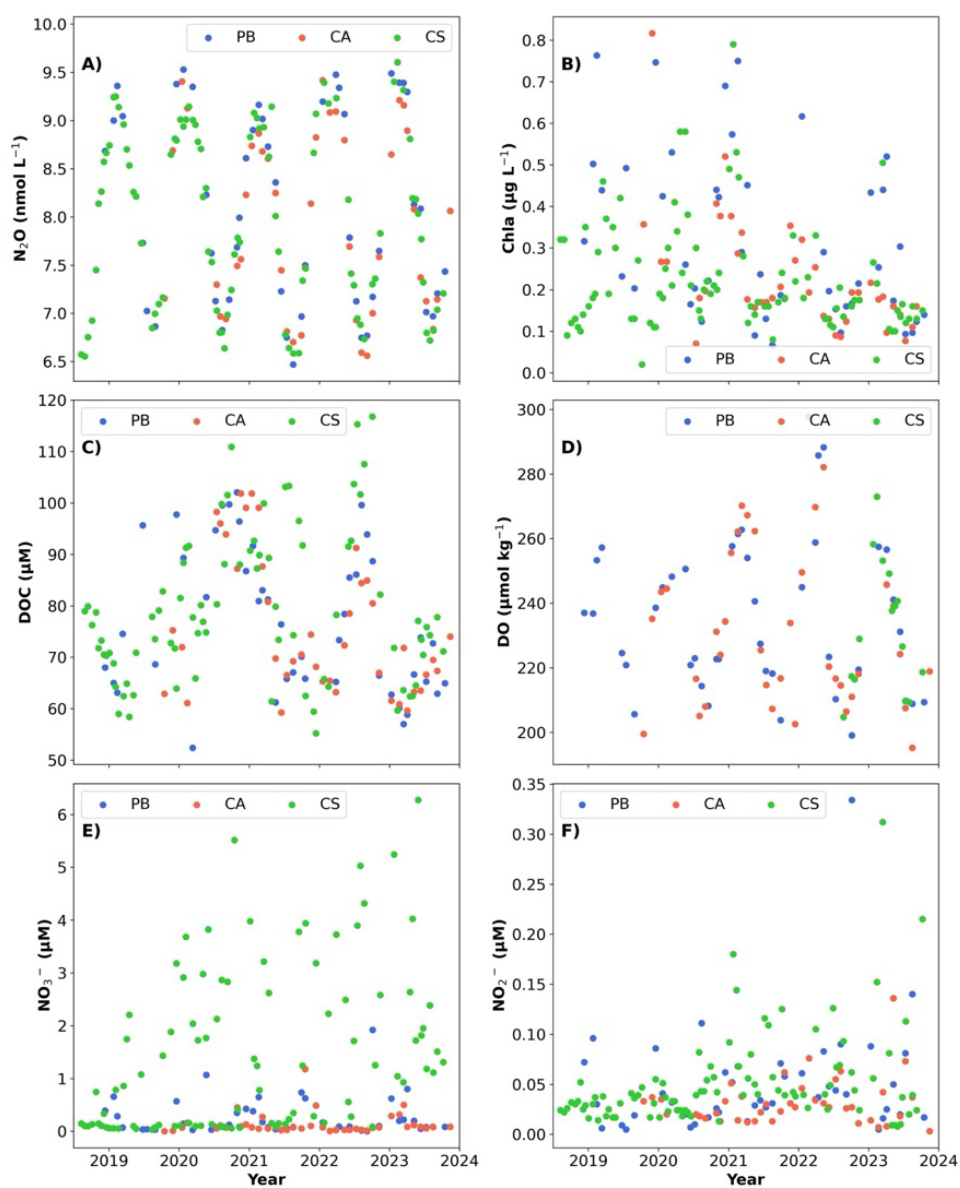 PB CA CS
A)
10.0
9.5
9.0
8.5
8.0
7.5
7.0
6.5
N₂O (nmol L⁻¹)
B)
0.8
0.7
0.6
0.5
0.4
0.3
0.2
0.1
0.0
Chla (µg L⁻¹)
PB CA CS
PB CA CS
C)
120
110
100
90
80
70
60
50
DOC (µM)
PB CA CS
D)
300
280
260
240
220
200
DO (µmol kg⁻¹)
PB CA CS
E)
6
5
4
3
2
1
0
NO₃⁻ (µM)
2019 2020 2021 2022 2023 2024
Year
PB CA CS
F)
0.35
0.30
0.25
0.20
0.15
0.10
0.05
0.00
NO₂⁻ (µM)
2019 2020 2021 2022 2023 2024
Year